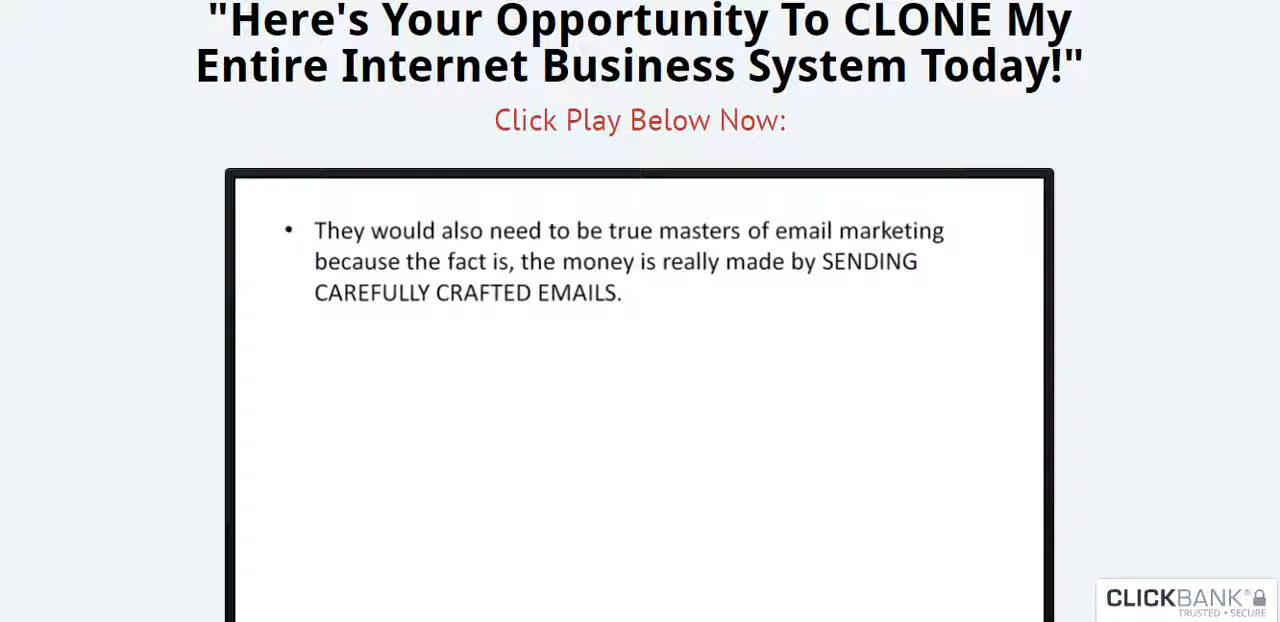 "Here's Your Opportunity To CLONE My
Entire Internet Business System Today!"
Click Play Below Now:
• They would also need to be true masters of email marketing
because the fact is, the money is really made by SENDING
CAREFULLY CRAFTED EMAILS.
CLICKBANK®
TRUSTED • SECURE